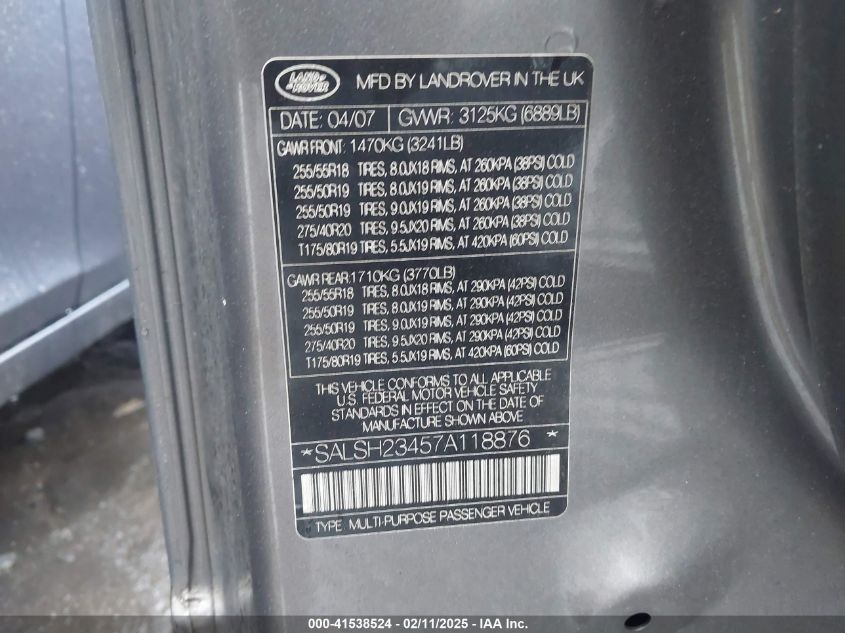 LAND ROVER
MFD BY LANDROVER IN THE UK
DATE: 04/07 GVWR: 3125KG (6889LB)
GAWR FRONT: 1470KG (3241LB)
255/55R18 TIRES, 8.0JX18 RIMS, AT 260KPA (38PSI) COLD
255/50R19 TIRES, 8.0JX19 RIMS, AT 260KPA (38PSI) COLD
255/50R19 TIRES, 9.0JX19 RIMS, AT 260KPA (38PSI) COLD
275/40R20 TIRES, 9.5JX20 RIMS, AT 260KPA (38PSI) COLD
T175/80R19 TIRES, 5.5JX19 RIMS, AT 420KPA (60PSI) COLD
GAWR REAR: 1710KG (3770LB)
255/55R18 TIRES, 8.0JX18 RIMS, AT 290KPA (42PSI) COLD
255/50R19 TIRES, 8.0JX19 RIMS, AT 290KPA (42PSI) COLD
255/50R19 TIRES, 9.0JX19 RIMS, AT 290KPA (42PSI) COLD
275/40R20 TIRES, 9.5JX20 RIMS, AT 290KPA (42PSI) COLD
T175/80R19 TIRES, 5.5JX19 RIMS, AT 420KPA (60PSI) COLD
THIS VEHICLE CONFORMS TO ALL APPLICABLE
U.S. FEDERAL MOTOR VEHICLE SAFETY
STANDARDS IN EFFECT ON THE DATE OF
MANUFACTURE SHOWN ABOVE
*SALSH23457A118876 *
TYPE: MULTI-PURPOSE PASSENGER VEHICLE
000-41538524 - 02/11/2025 - IAA Inc.